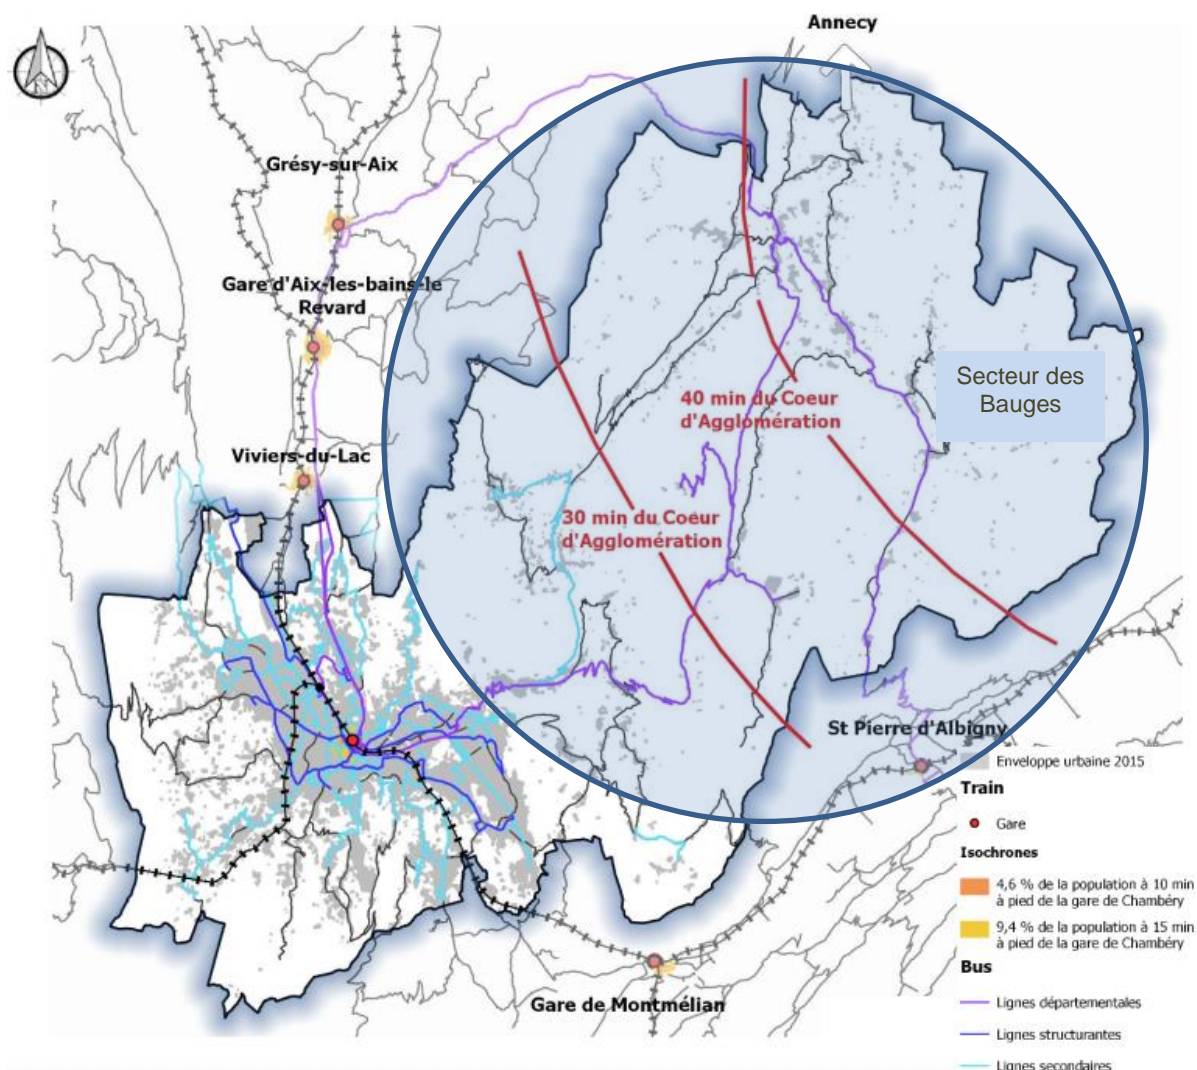 Annecy
Grésy-sur-Aix
Gare d'Aix-les-bains-le
Revard
Secteur des
Bauges
40 min du Coeur
d'Agglomération
Viviers-du-Lac
30 min du Coeur
d'Agglomération
St Pierre d'Albigny
Enveloppe urbaine 2015
Train
Gare
Isochrones
4,6 % de la population à 10 min
à pied de la gare de Chambéry
9,4 % de la population à 15 min
à pied de la gare de Chambéry
Bus
Gare de Montmélian
Lignes départementales
Lignes structurantes
Lignes secondaires